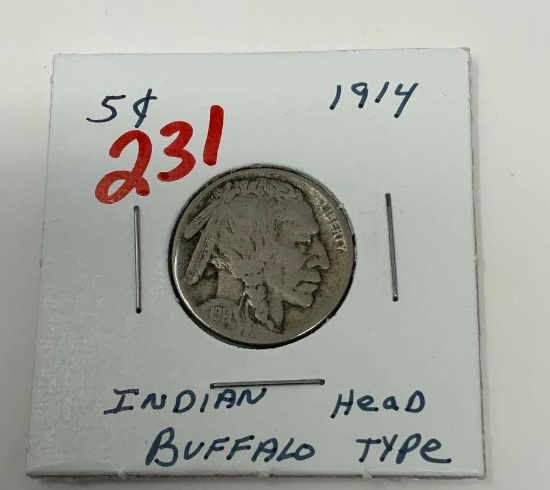 5¢ 1914
231
LIBERTY
1914
INDIAN HeaD
BUFFALO TYPe